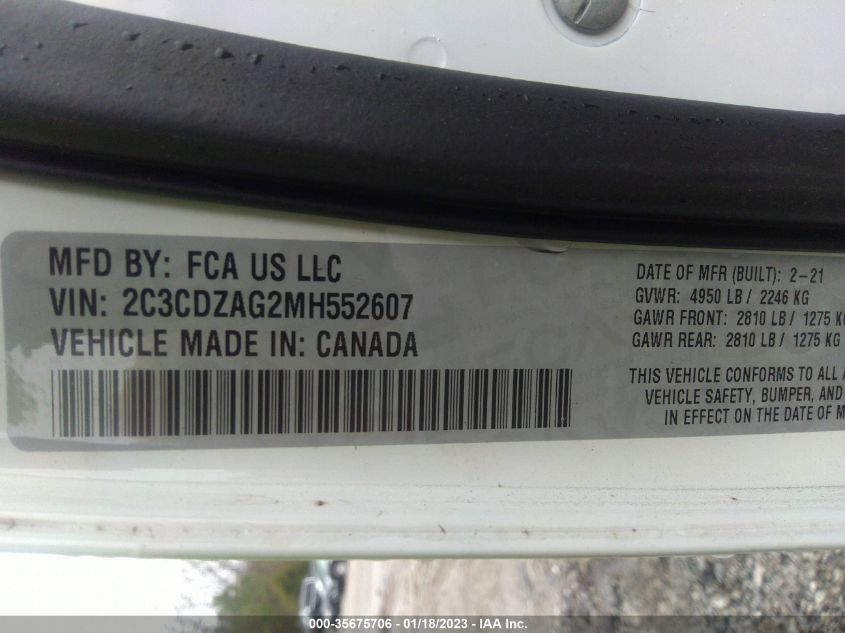 MFD BY: FCA US LLC
VIN: 2C3CDZAG2MH552607
VEHICLE MADE IN: CANADA
DATE OF MFR (BUILT): 2-21
GVWR: 4950 LB / 2246 KG
GAWR FRONT: 2810 LB / 1275 KG
GAWR REAR: 2810 LB / 1275 KG
THIS VEHICLE CONFORMS TO ALL
VEHICLE SAFETY, BUMPER, AND
IN EFFECT ON THE DATE OF
000-35675706 - 01/18/2023 - IAA Inc.